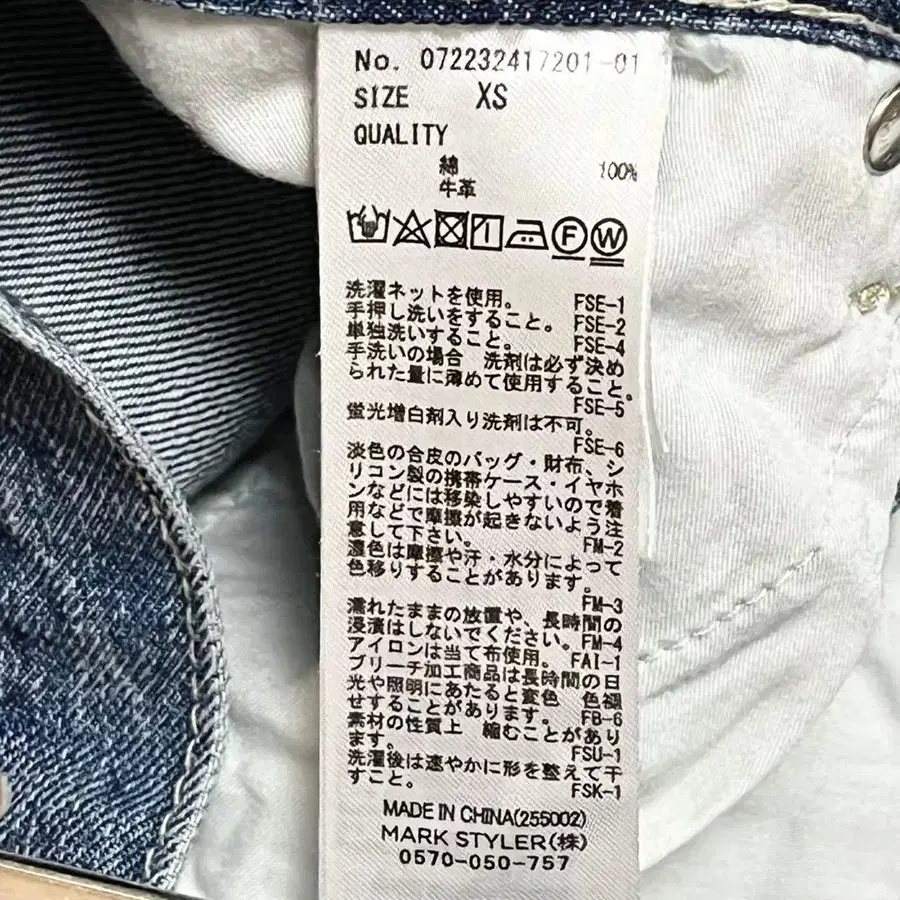 No. 072232417201-01
SIZE XS
QUALITY
綿 100%
牛革
F W
洗濯ネットを使用。 FSE-1
手押し洗いをすること。 FSE-2
単独洗いすること。 FSE-4
手洗いの場合 洗剤は必ず決め
られた量に薄めて使用すること。
FSE-5
蛍光増白剤入り洗剤は不可。
FSE-6
淡色の合皮のバッグ・財布、シ
リコン製の携帯ケース・イヤホ
ンなどには移染しやすいので着
用などで摩擦が起きないよう注
意して下さい。 FM-2
濃色は摩擦や汗・水分によって
色移りすることがあります。
FM-3
濡れたままの放置や、長時間の
浸漬はしないでください。FM-4
アイロンは当て布使用。 FAI-1
ブリーチ加工商品は長時間の日
光や照明にあたると変色 色褪
せすることがあります。 FB-6
素材の性質上 縮むことがあり
ます。 FSU-1
洗濯後は速やかに形を整えて干
すこと。 FSK-1
MADE IN CHINA(255002)
MARK STYLER(株)
0570-050-757